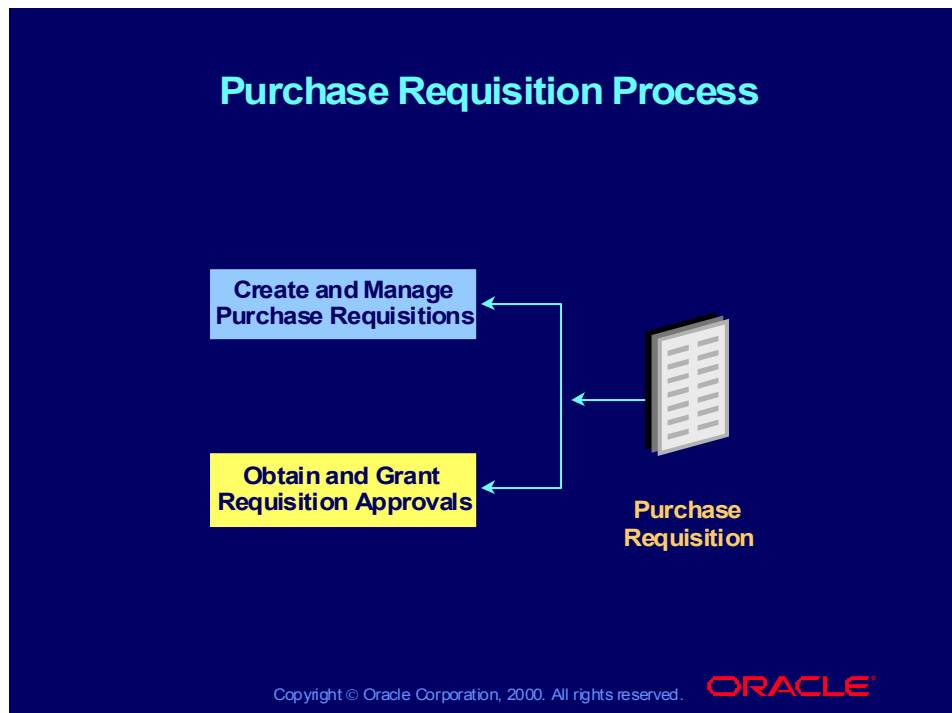 Purchase Requisition Process
Create and Manage
Purchase Requisitions
Obtain and Grant
Requisition Approvals
Purchase
Requisition
Copyright © Oracle Corporation, 2000. All rights reserved.
ORACLE®